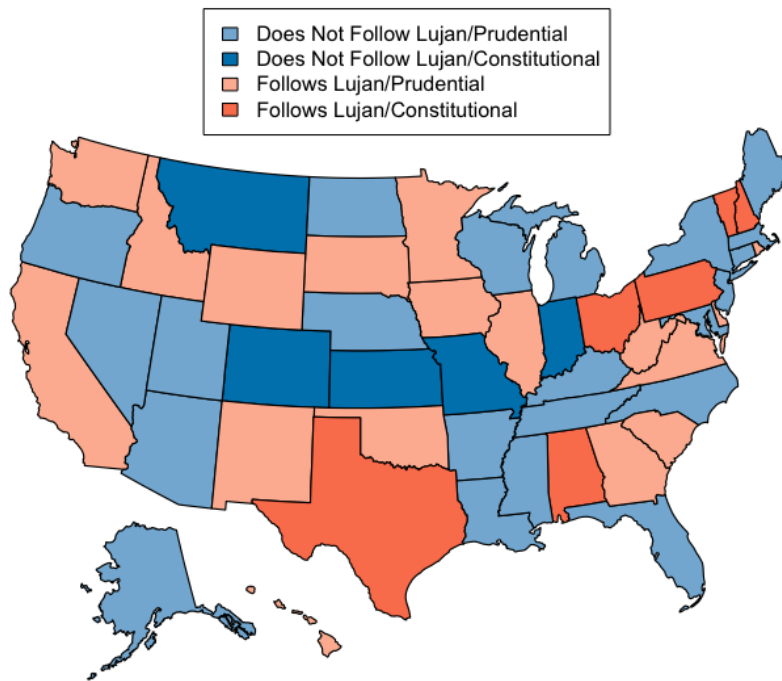 Does Not Follow Lujan/Prudential
Does Not Follow Lujan/Constitutional
Follows Lujan/Prudential
Follows Lujan/Constitutional